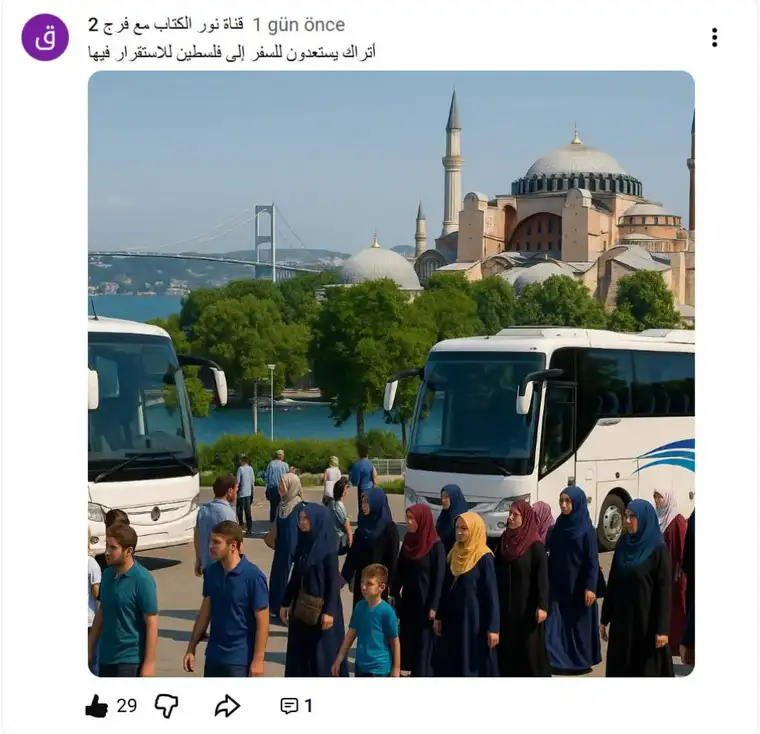 قناة نور الكتاب مع فرج 2 1 gün önce
أتراك يستعدون للسفر إلى فلسطين للاستقرار فيها
ق
29
1